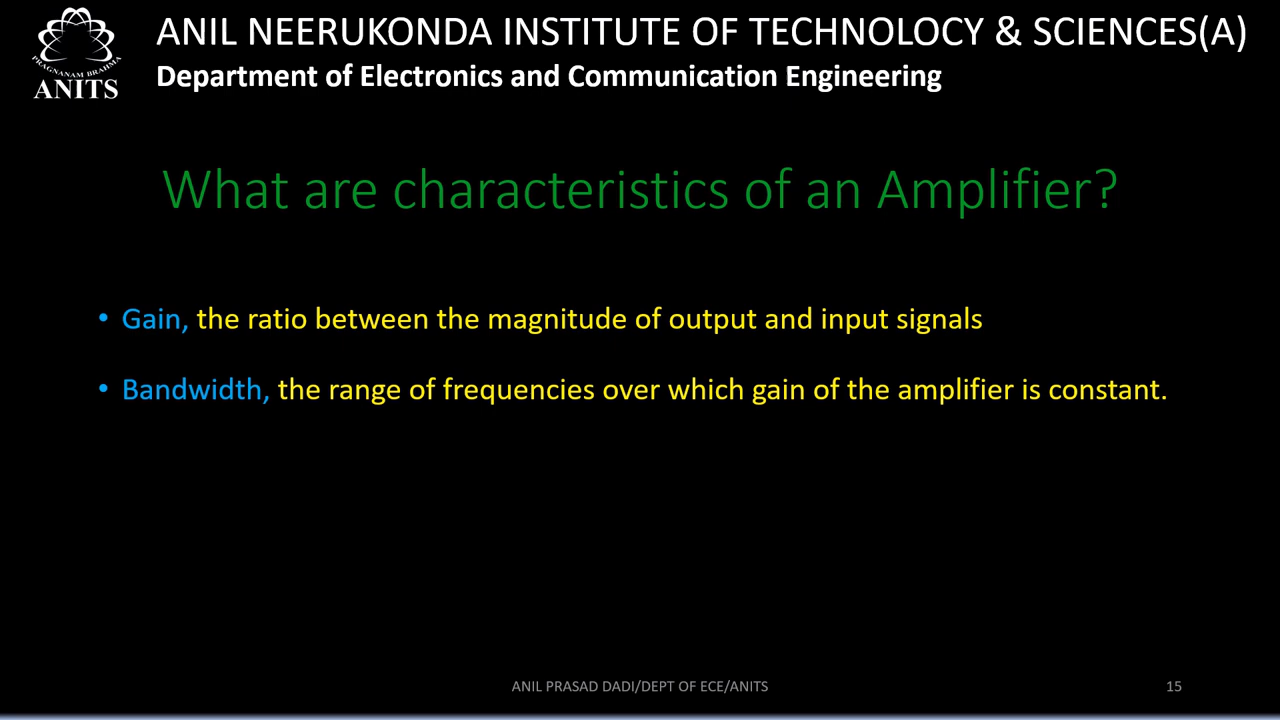 ANIL NEERUKONDA INSTITUTE OF TECHNOLOCY & SCIENCES(A)
Department of Electronics and Communication Engineering
PRAGNANAM BRAHMA
ANITS
What are characteristics of an Amplifier?
• Gain, the ratio between the magnitude of output and input signals
• Bandwidth, the range of frequencies over which gain of the amplifier is constant.
ANIL PRASAD DADI/DEPT OF ECE/ANITS
15